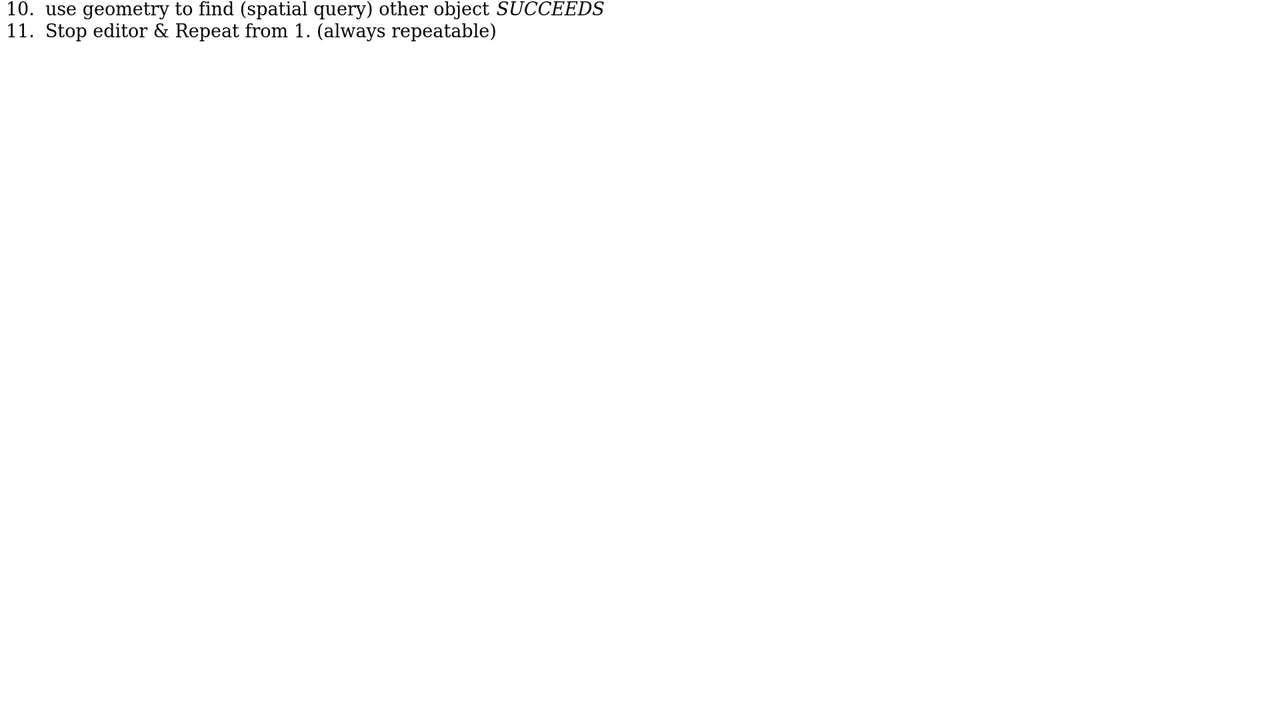 10. use geometry to find (spatial query) other object SUCCEEDS
11. Stop editor & Repeat from 1. (always repeatable)